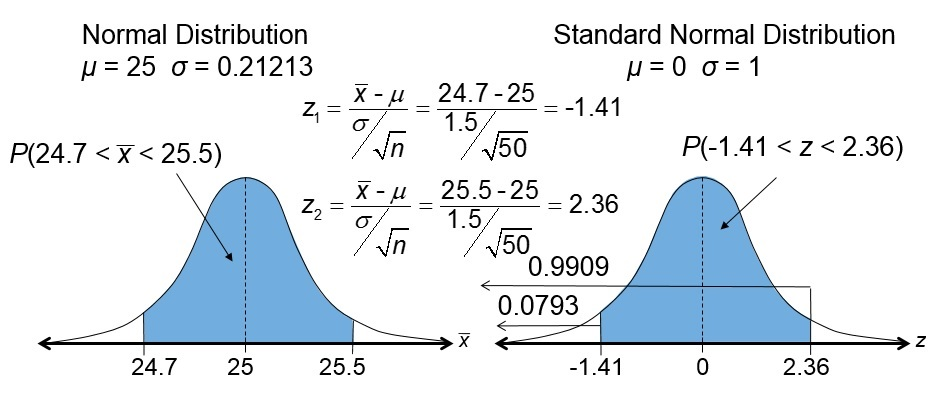 Normal Distribution
μ = 25 σ = 0.21213
Standard Normal Distribution
μ = 0 σ = 1
z₁ = (x̄ - μ)/(σ/√n) = (24.7 - 25)/(1.5/√50) = -1.41
P(24.7 < x̄ < 25.5)
P(-1.41 < z < 2.36)
z₂ = (x̄ - μ)/(σ/√n) = (25.5 - 25)/(1.5/√50) = 2.36
0.9909
0.0793
x̄
z
24.7 25 25.5
-1.41 0 2.36